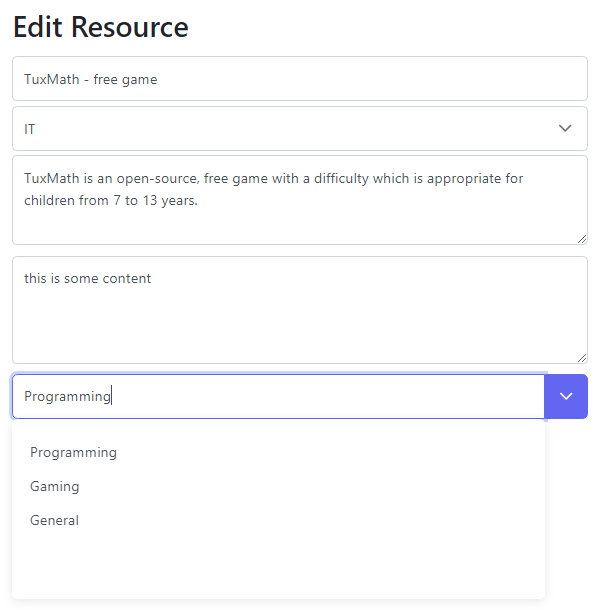 Edit Resource
TuxMath - free game
IT
TuxMath is an open-source, free game with a difficulty which is appropriate for
children from 7 to 13 years.
this is some content
Programming
Programming
Gaming
General